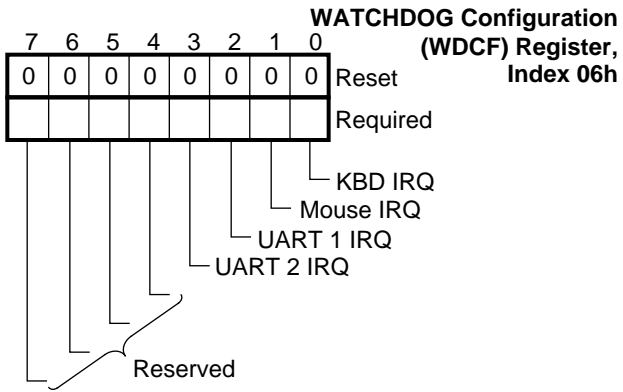 WATCHDOG Configuration
(WDCF) Register,
Index 06h
7 6 5 4 3 2 1 0
0 0 0 0 0 0 0 0 Reset
Required
KBD IRQ
Mouse IRQ
UART 1 IRQ
UART 2 IRQ
Reserved